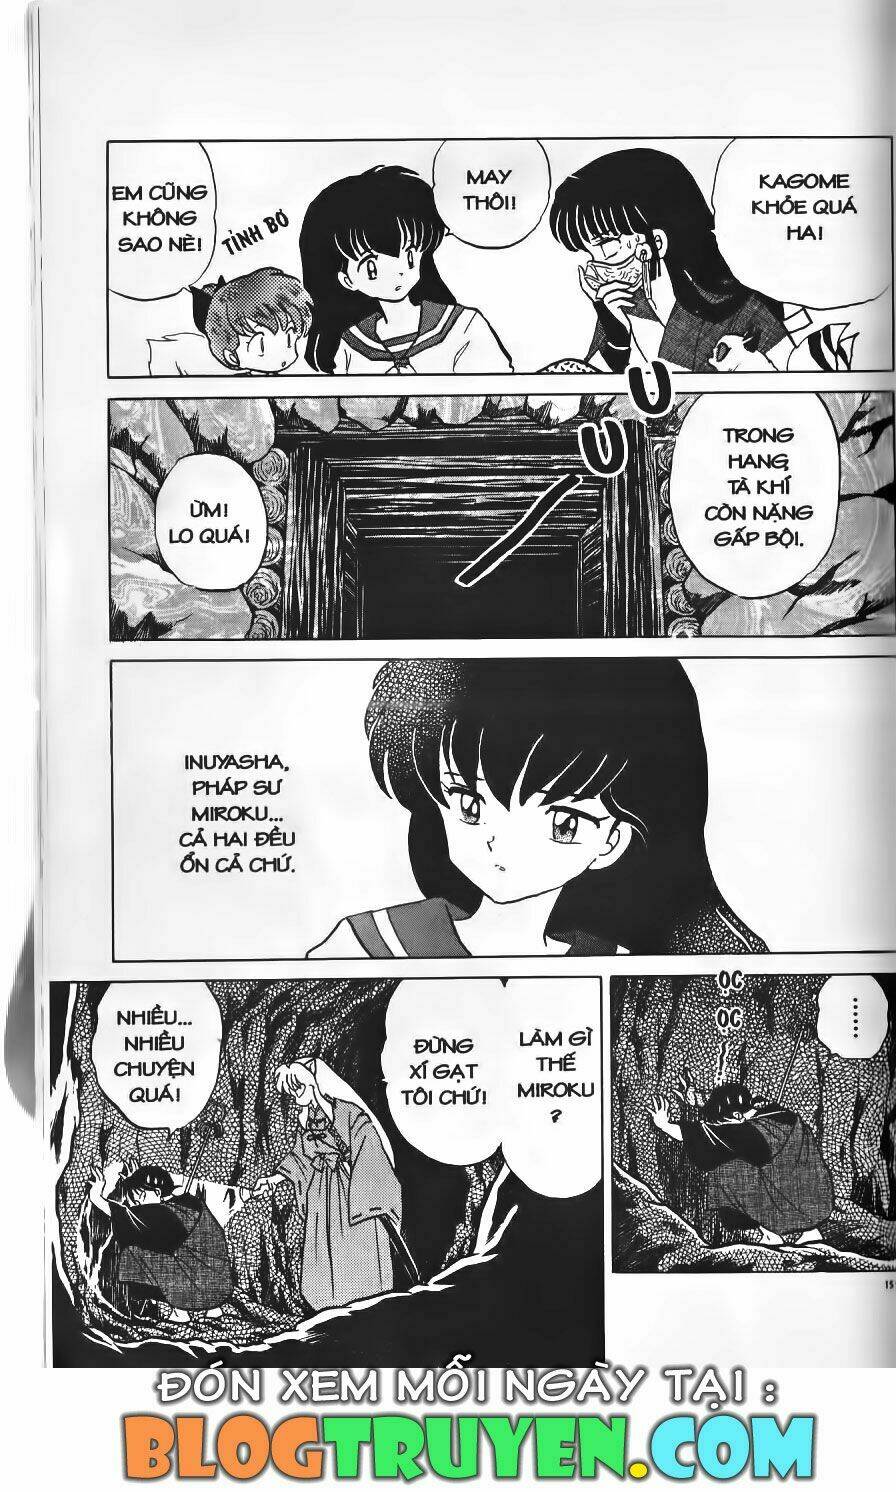 KAGOME
KHỎE QUÁ
HA!
MAY
THÔI!
EM CŨNG
KHÔNG
SAO NÈ!
TỈNH BƠ
TRONG
HANG,
TÀ KHÍ
CÒN NẶNG
GẤP BỘI.
U
U
ỪM!
LO QUÁ!
INUYASHA,
PHÁP SƯ
MIROKU...
CẢ HAI ĐỀU
ỔN CẢ CHỨ.
........
ỌC
ỌC
LÀM GÌ
THẾ
MIROKU
?
ĐỪNG
XÍ GẠT
TÔI CHỨ!
NHIỀU...
NHIỀU
CHUYỆN
QUÁ!
15
ĐÓN XEM MỖI NGÀY TẠI :
BLOGTRUYEN.COM